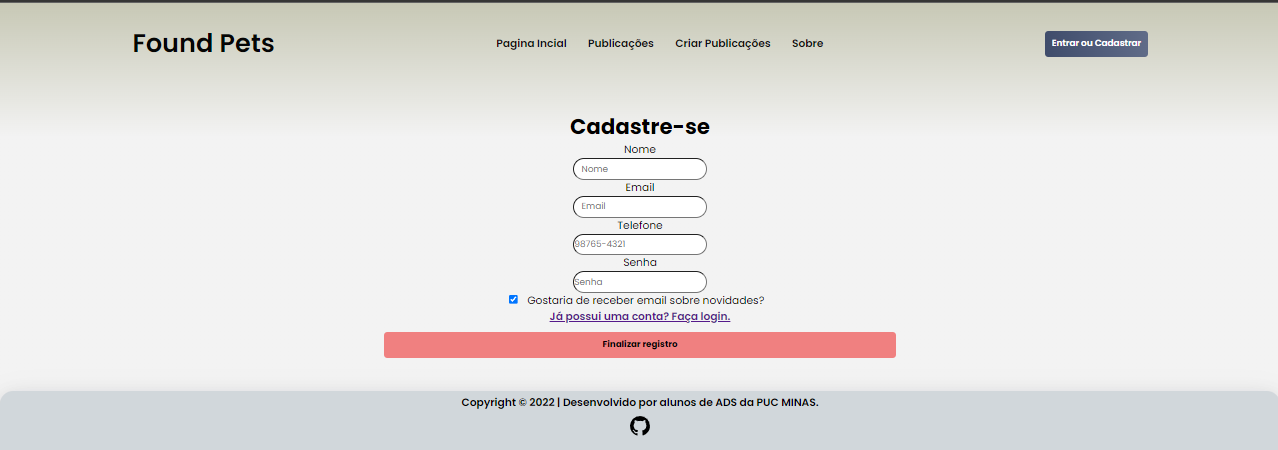 Found Pets
Pagina Incial
Publicações
Criar Publicações
Sobre
Entrar ou Cadastrar
Cadastre-se
Nome
Nome
Email
Email
Telefone
98765-4321
Senha
Senha
Gostaria de receber email sobre novidades?
Já possui uma conta? Faça login.
Finalizar registro
Copyright © 2022 | Desenvolvido por alunos de ADS da PUC MINAS.